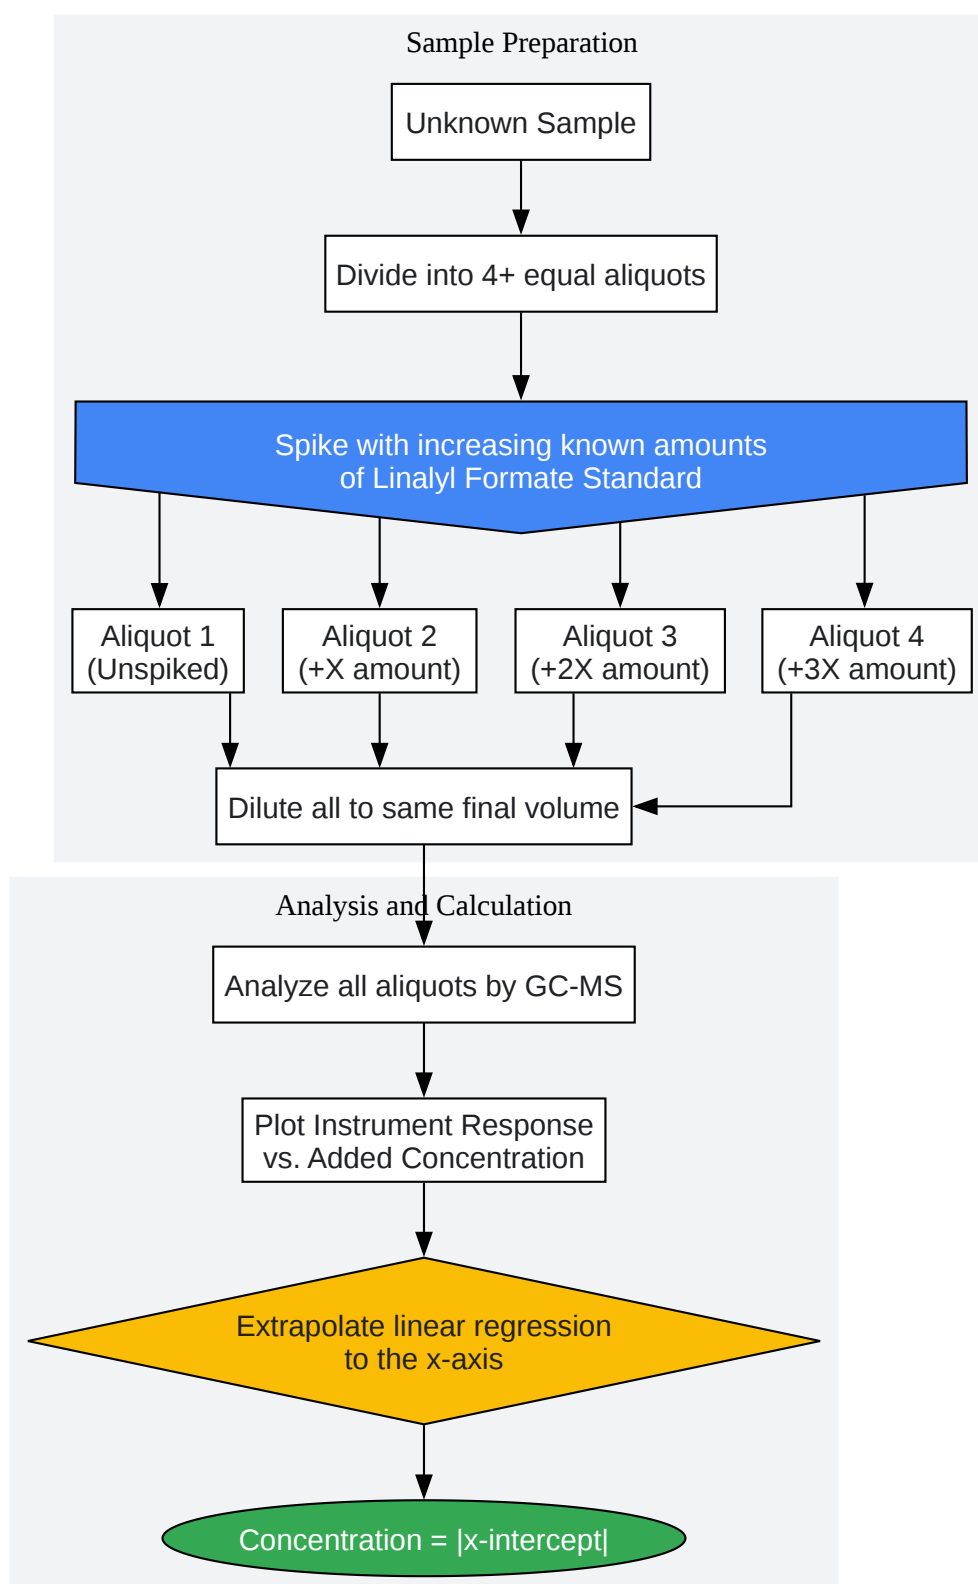 Sample Preparation
Unknown Sample
Divide into 4+ equal aliquots
Spike with increasing known amounts
of Linalyl Formate Standard
Aliquot 1
(Unspiked)
Aliquot 2
(+X amount)
Aliquot 3
(+2X amount)
Aliquot 4
(+3X amount)
Dilute all to same final volume
Analysis and Calculation
Analyze all aliquots by GC-MS
Plot Instrument Response
vs. Added Concentration
Extrapolate linear regression
to the x-axis
Concentration = |x-intercept|